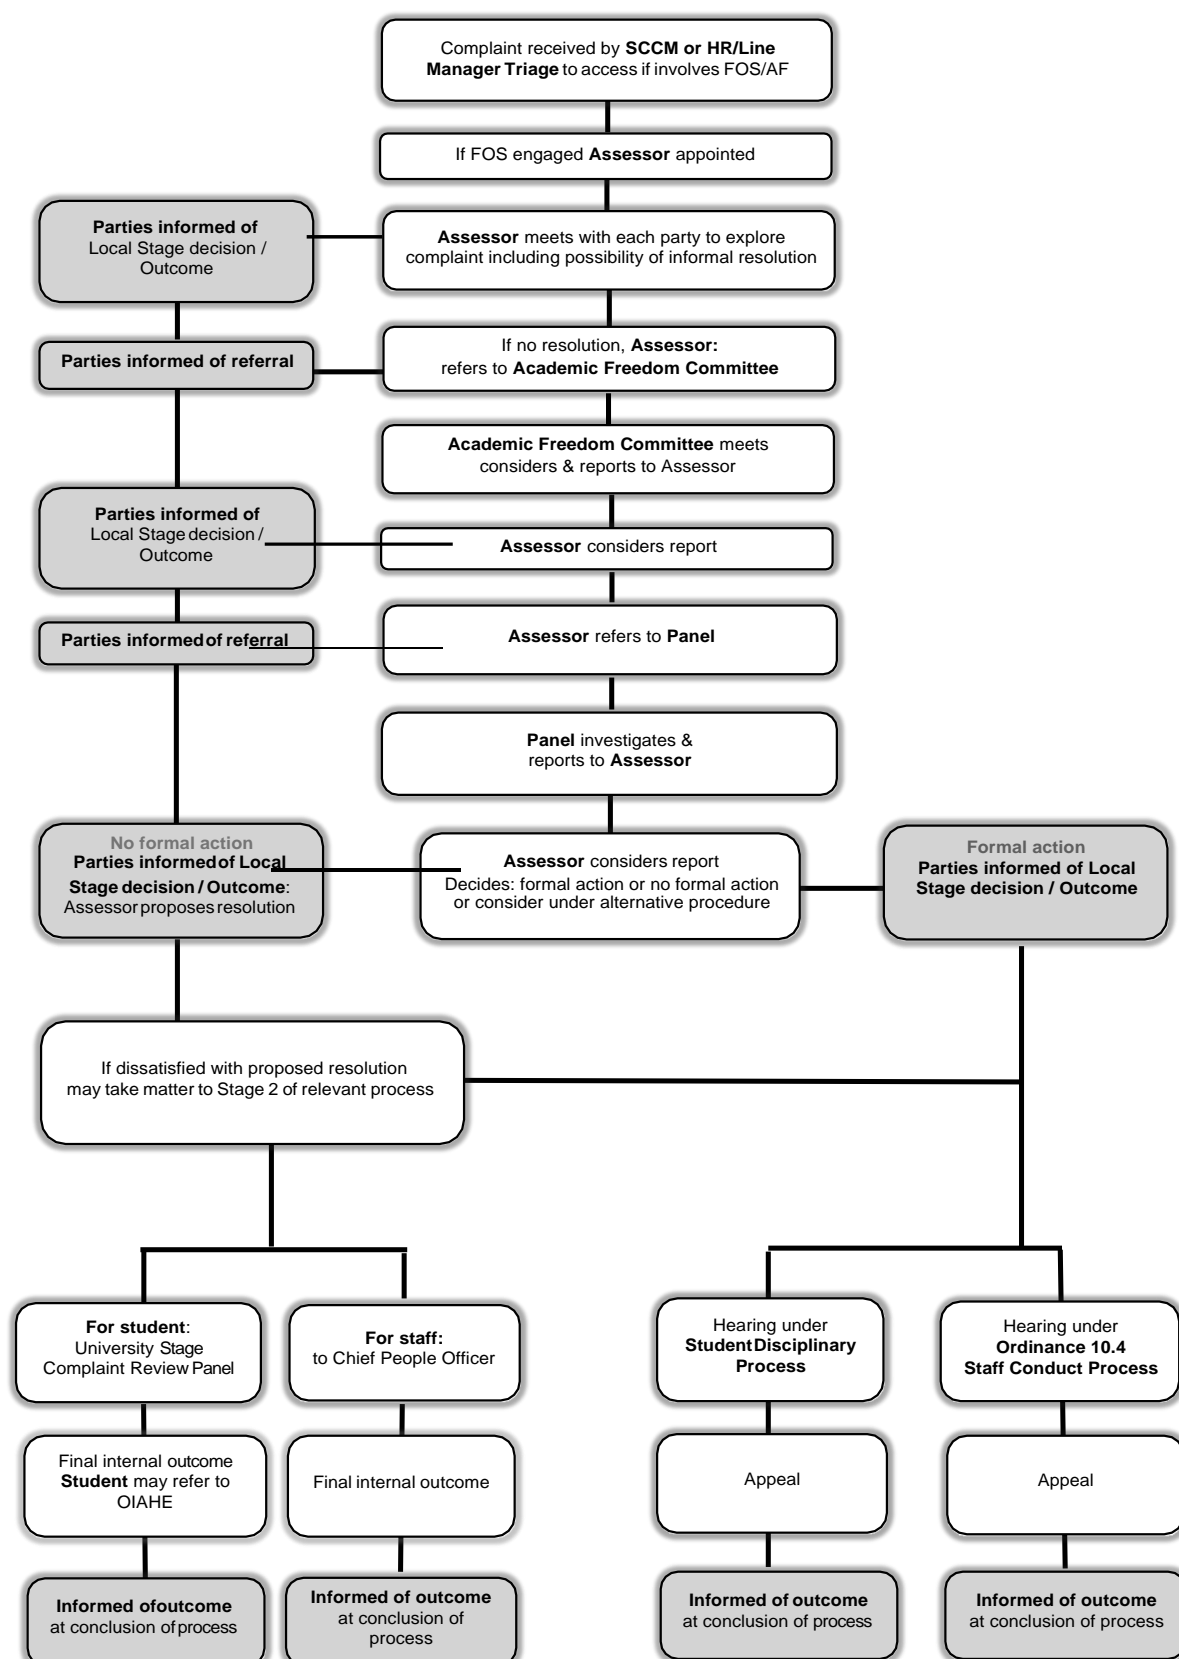 Complaint received by SCCM or HR/Line
Manager Triage to access if involves FOS/AF
If FOS engaged Assessor appointed
Parties informed of
Local Stage decision /
Outcome
Assessor meets with each party to explore
complaint including possibility of informal resolution
Parties informed of referral
If no resolution, Assessor:
refers to Academic Freedom Committee
Academic Freedom Committee meets
considers & reports to Assessor
Parties informed of
Local Stage decision /
Outcome
Assessor considers report
Parties informed of referral
Assessor refers to Panel
Panel investigates &
reports to Assessor
No formal action
Parties informed of Local
Stage decision / Outcome:
Assessor proposes resolution
Assessor considers report
Decides: formal action or no formal action
or consider under alternative procedure
Formal action
Parties informed of Local
Stage decision / Outcome
If dissatisfied with proposed resolution
may take matter to Stage 2 of relevant process
For student:
University Stage
Complaint Review Panel
For staff:
to Chief People Officer
Hearing under
Student Disciplinary
Process
Hearing under
Ordinance 10.4
Staff Conduct Process
Final internal outcome
Student may refer to
OIAHE
Final internal outcome
Appeal
Appeal
Informed of outcome
at conclusion of process
Informed of outcome
at conclusion of
process
Informed of outcome
at conclusion of process
Informed of outcome
at conclusion of process